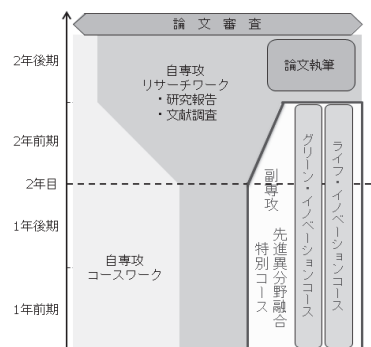 論 文 審 査
2年後期
2年前期
2年目
1年後期
1年前期
論文執筆
自専攻
リサーチワーク
・研究報告
・文献調査
自専攻
コースワーク
副専攻
先進異分野融合
特別コース
グリーン・イノベーションコース
ライフ・イノベーションコース